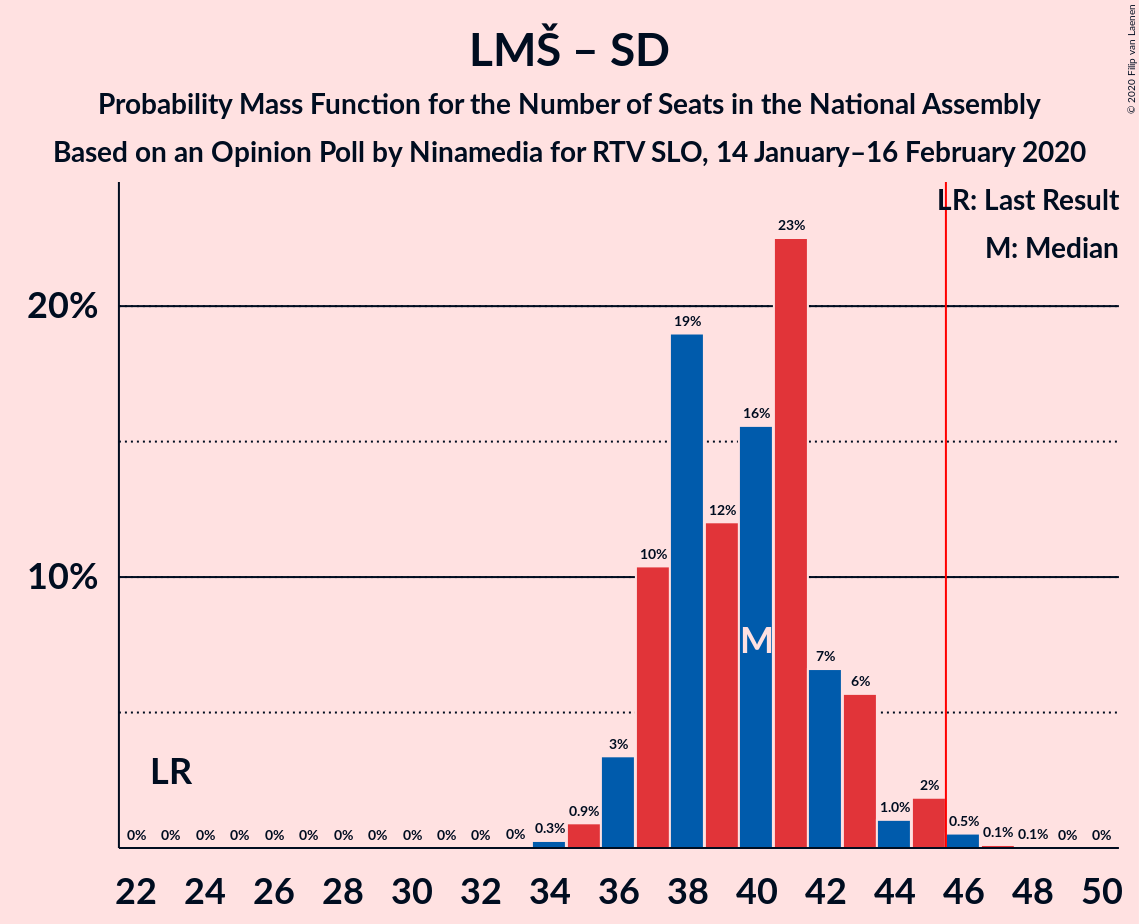 LMŠ – SD
Probability Mass Function for the Number of Seats in the National Assembly
Based on an Opinion Poll by Ninamedia for RTV SLO, 14 January–16 February 2020
© 2020 Filip van Laenen
LR: Last Result
M: Median
20%
10%
LR
M
0% 0% 0% 0% 0% 0% 0% 0% 0% 0% 0% 0% 0.3% 0.9% 3% 10% 19% 12% 16% 23% 7% 6% 1.0% 2% 0.5% 0.1% 0.1% 0% 0%
22 24 26 28 30 32 34 36 38 40 42 44 46 48 50